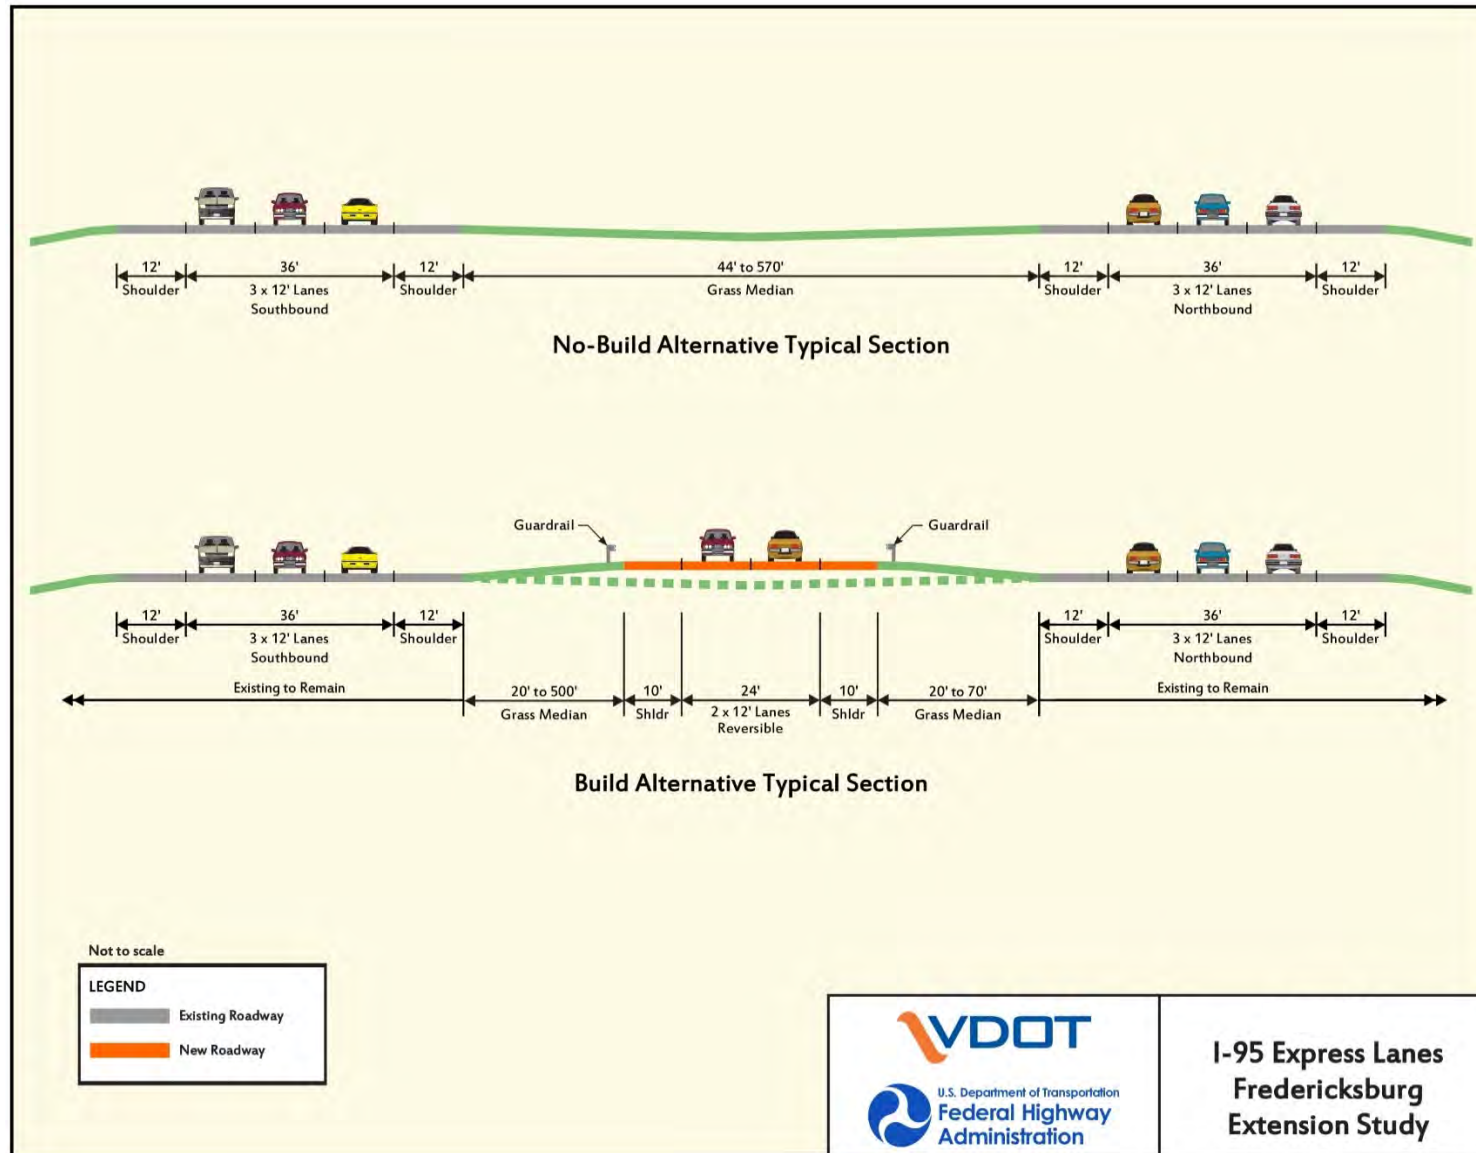 12' 36' 12' 44' to 570' 12' 36' 12'
Shoulder 3 x 12' Lanes Shoulder Grass Median Shoulder 3 x 12' Lanes Shoulder
Southbound Northbound
No-Build Alternative Typical Section
Guardrail Guardrail
12' 36' 12' 12' 36' 12'
Shoulder 3 x 12' Lanes Shoulder Shoulder 3 x 12' Lanes Shoulder
Southbound Northbound
Existing to Remain 20' to 500' 10' 24' 10' 20' to 70' Existing to Remain
Grass Median Shldr 2 x 12' Lanes Shldr Grass Median
Reversible
Build Alternative Typical Section
Not to scale
LEGEND
Existing Roadway
New Roadway
VDOT
U.S. Department of Transportation
Federal Highway
Administration
I-95 Express Lanes
Fredericksburg
Extension Study